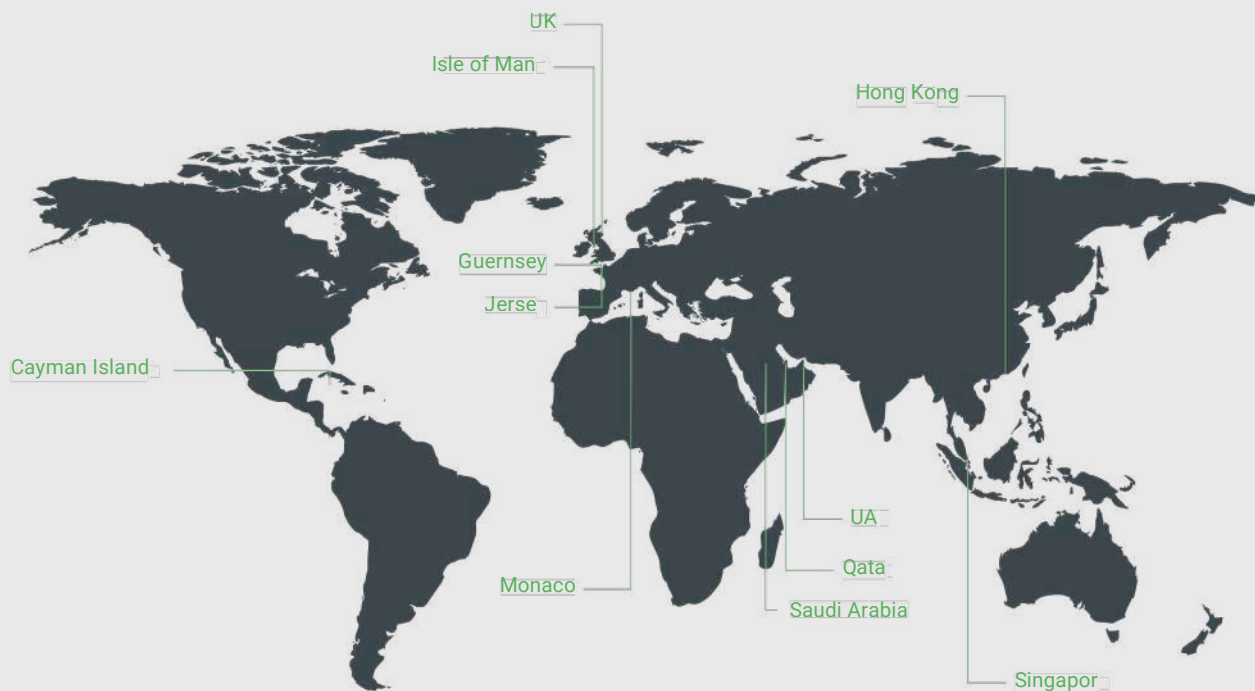 UK
Isle of Man
Hong Kong
Guernsey
Jerse
Cayman Island
UA
Qata
Monaco
Saudi Arabia
Singapor